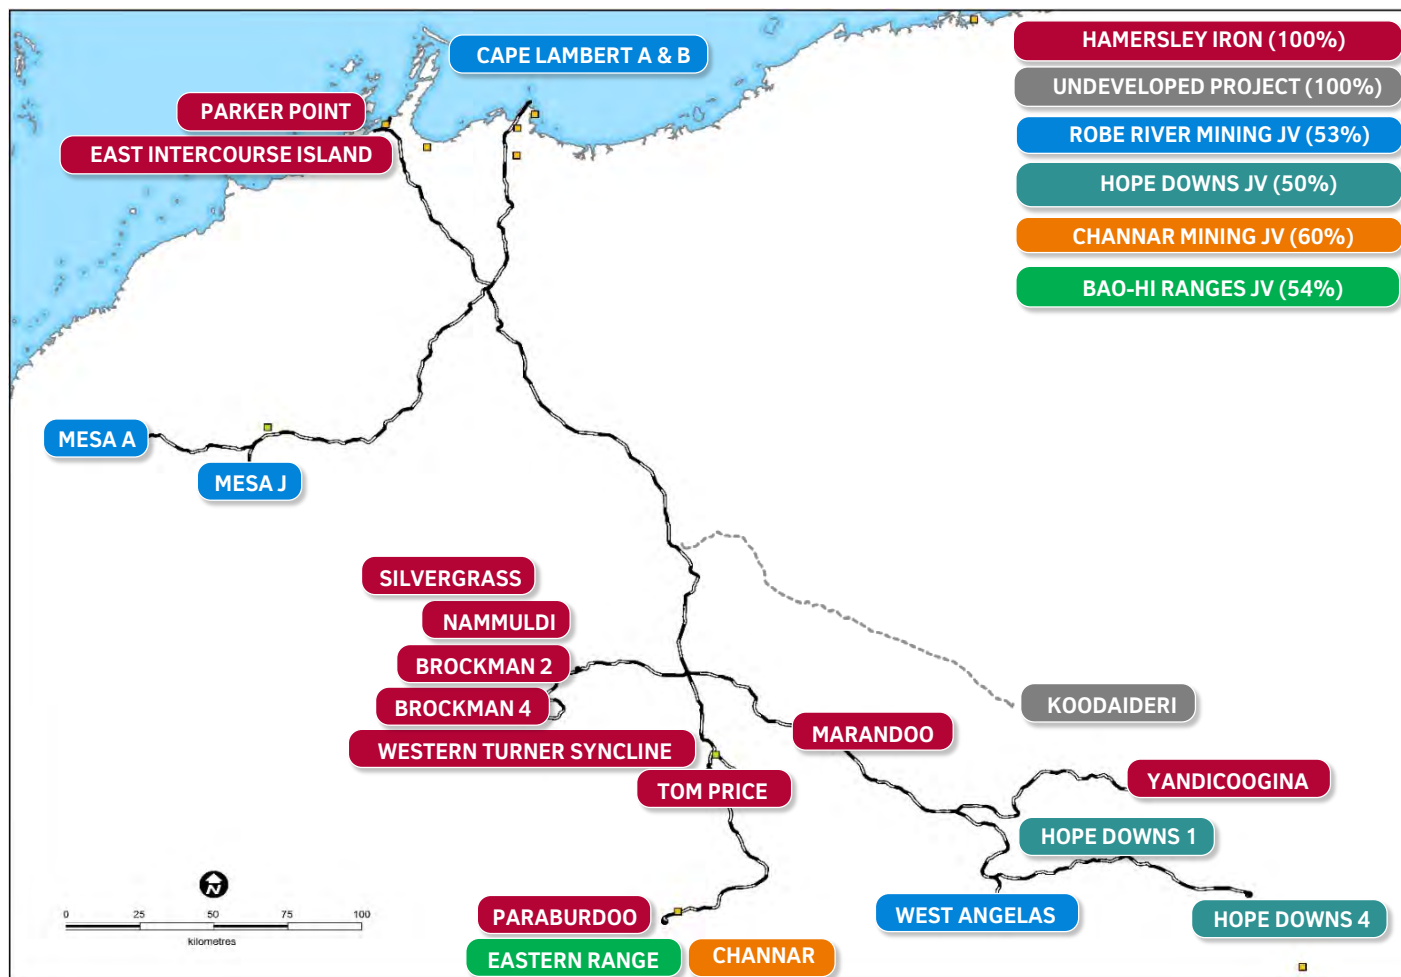 HAMERSLEY IRON (100%)
CAPE LAMBERT A & B
UNDEVELOPED PROJECT (100%)
PARKER POINT
ROBE RIVER MINING JV (53%)
EAST INTERCOURSE ISLAND
HOPE DOWNS JV (50%)
CHANNAR MINING JV (60%)
BAO-HI RANGES JV (54%)
MESA A
MESA J
SILVERGRASS
NAMMULDI
BROCKMAN 2
BROCKMAN 4
KOODAIDERI
MARANDOO
WESTERN TURNER SYNCLINE
YANDICOOGINA
TOM PRICE
HOPE DOWNS 1
N
0 25 50 75 100
kilometres
PARABURDOO
WEST ANGELAS
HOPE DOWNS 4
EASTERN RANGE
CHANNAR